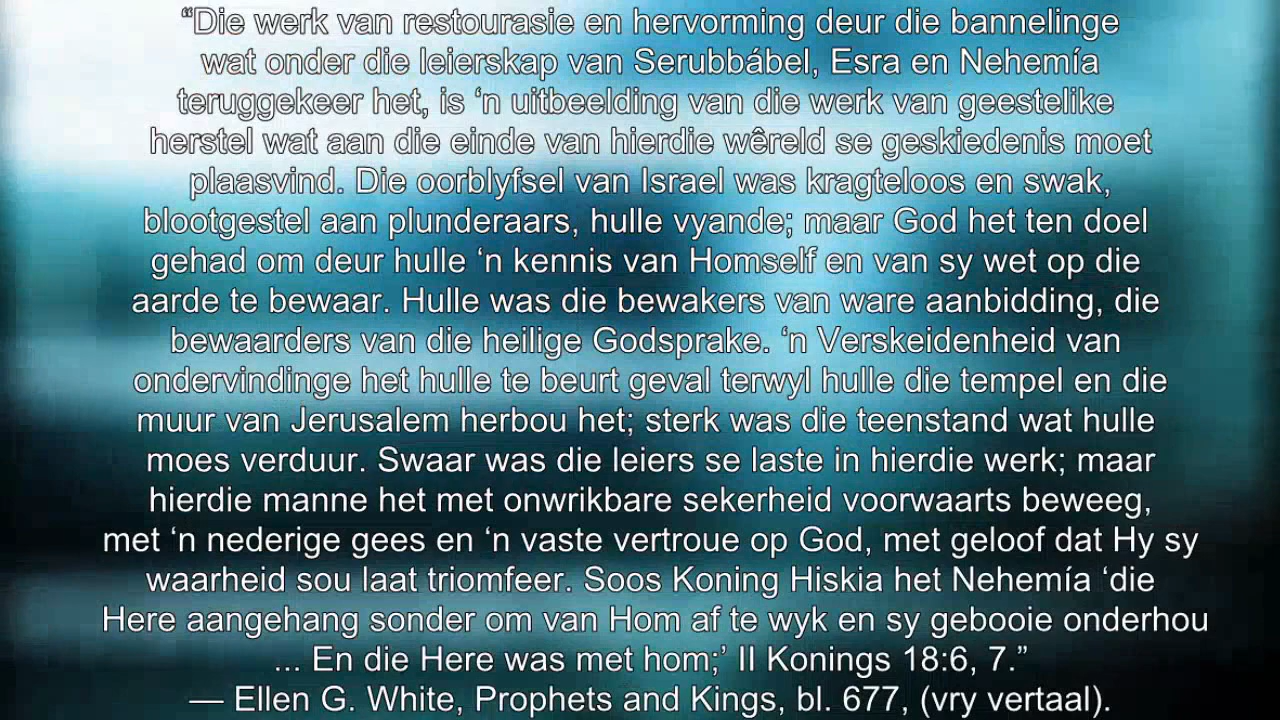 “Die werk van restourasie en hervorming deur die bannelinge
wat onder die leierskap van Serubbábel, Esra en Nehemía
teruggekeer het, is ‘n uitbeelding van die werk van geestelike
herstel wat aan die einde van hierdie wêreld se geskiedenis moet
plaasvind. Die oorblyfsel van Israel was kragteloos en swak,
blootgestel aan plunderaars, hulle vyande; maar God het ten doel
gehad om deur hulle ‘n kennis van Homself en van sy wet op die
aarde te bewaar. Hulle was die bewakers van ware aanbidding, die
bewaarders van die heilige Godsprake. ‘n Verskeidenheid van
ondervindinge het hulle te beurt geval terwyl hulle die tempel en die
muur van Jerusalem herbou het; sterk was die teenstand wat hulle
moes verduur. Swaar was die leiers se laste in hierdie werk; maar
hierdie manne het met onwrikbare sekerheid voorwaarts beweeg,
met ‘n nederige gees en ‘n vaste vertroue op God, met geloof dat Hy sy
waarheid sou laat triomfeer. Soos Koning Hiskia het Nehemía ‘die
Here aangehang sonder om van Hom af te wyk en sy gebooie onderhou
... En die Here was met hom;’ II Konings 18:6, 7.”
— Ellen G. White, Prophets and Kings, bl. 677, (vry vertaal).